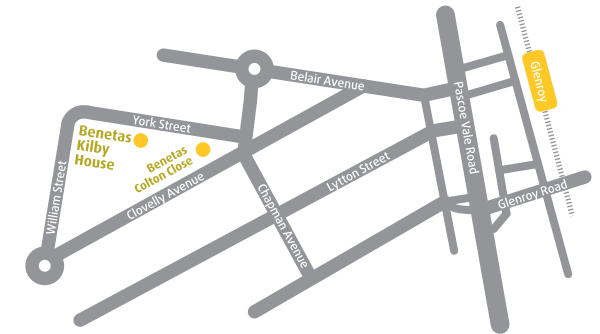 Belair Avenue
Glenroy
Pascoe Vale Road
York Street
Benetas
Kilby
House
Benetas
Colton Close
William Street
Clovelly Avenue
Lytton Street
Chapman Avenue
Glenroy Road